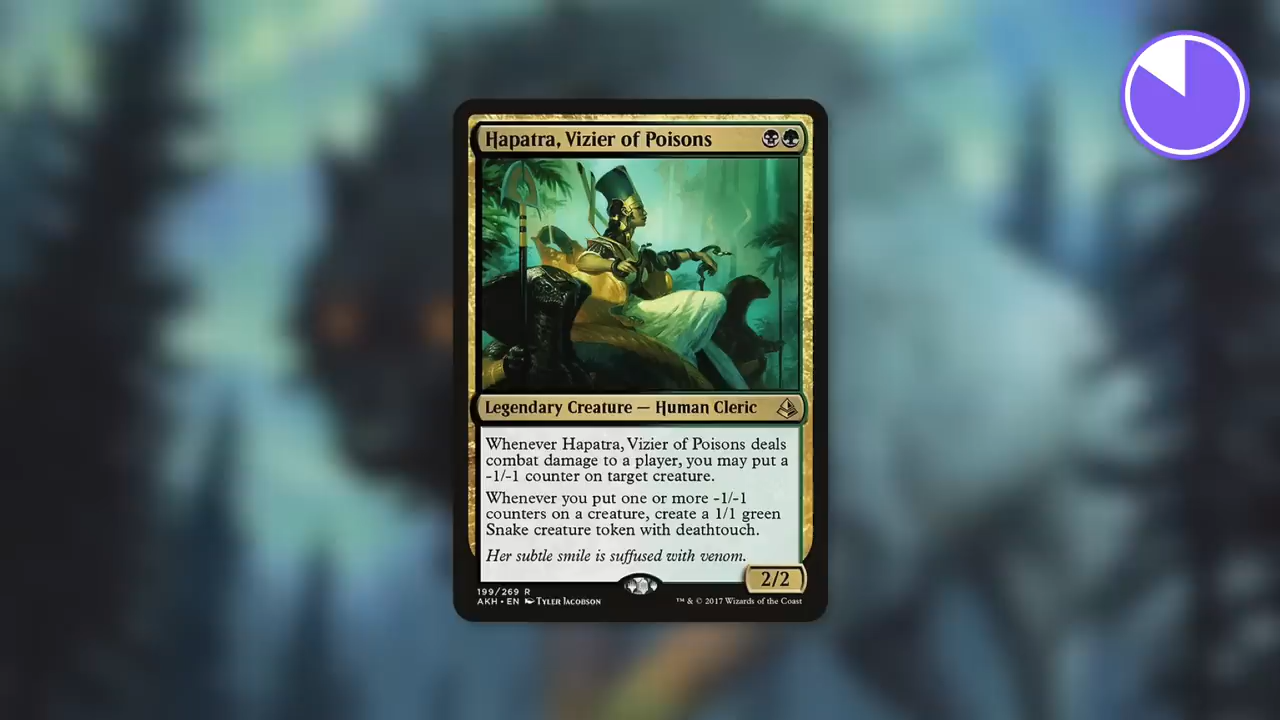 Hapatra, Vizier of Poisons
Legendary Creature — Human Cleric
Whenever Hapatra, Vizier of Poisons deals
combat damage to a player, you may put a
-1/-1 counter on target creature.
Whenever you put one or more -1/-1
counters on a creature, create a 1/1 green
Snake creature token with deathtouch.
Her subtle smile is suffused with venom.
2/2
199/269 R
AKH • EN Tyler Jacobson
™ & © 2017 Wizards of the Coast